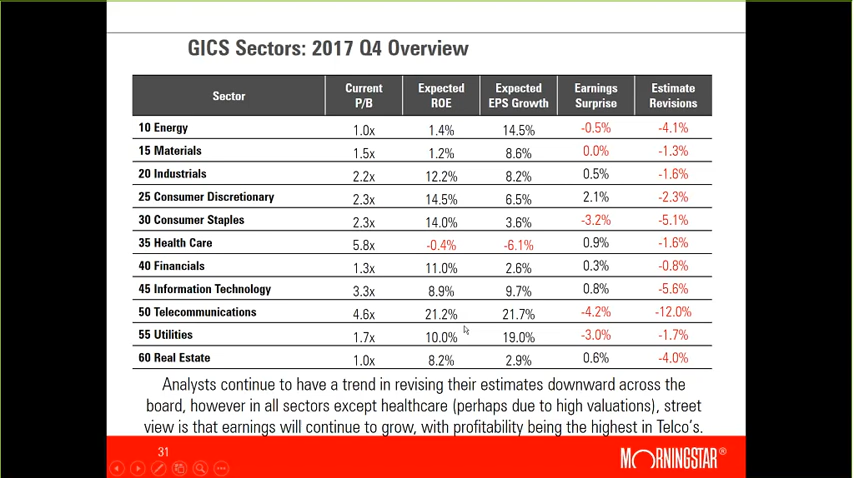 GICS Sectors: 2017 Q4 Overview
Sector Current P/B Expected ROE Expected EPS Growth Earnings Surprise Estimate Revisions
10 Energy 1.0x 1.4% 14.5% -0.5% -4.1%
15 Materials 1.5x 1.2% 8.6% 0.0% -1.3%
20 Industrials 2.2x 12.2% 8.2% 0.5% -1.6%
25 Consumer Discretionary 2.3x 14.5% 6.5% 2.1% -2.3%
30 Consumer Staples 2.3x 14.0% 3.6% -3.2% -5.1%
35 Health Care 5.8x -0.4% -6.1% 0.9% -1.6%
40 Financials 1.3x 11.0% 2.6% 0.3% -0.8%
45 Information Technology 3.3x 8.9% 9.7% 0.8% -5.6%
50 Telecommunications 4.6x 21.2% 21.7% -4.2% -12.0%
55 Utilities 1.7x 10.0% 19.0% -3.0% -1.7%
60 Real Estate 1.0x 8.2% 2.9% 0.6% -4.0%
Analysts continue to have a trend in revising their estimates downward across the
board, however in all sectors except healthcare (perhaps due to high valuations), street
view is that earnings will continue to grow, with profitability being the highest in Telco's.
31
MORNINGSTAR®